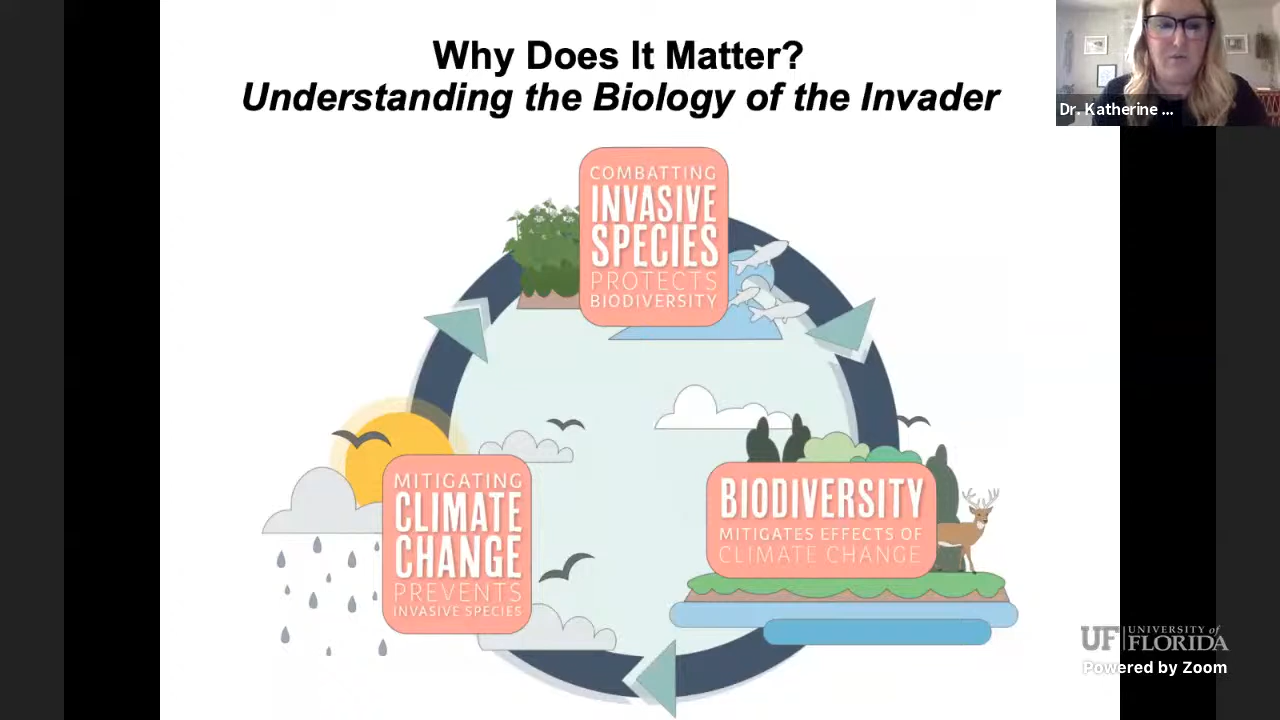 Why Does It Matter?
Understanding the Biology of the Invader
Dr. Katherine ...
COMBATTING
INVASIVE
SPECIES
PROTECTS
BIODIVERSITY
MITIGATING
CLIMATE
CHANGE
PREVENTS
INVASIVE SPECIES
BIODIVERSITY
MITIGATES EFFECTS OF
CLIMATE CHANGE
UF UNIVERSITY of
FLORIDA
Powered by Zoom